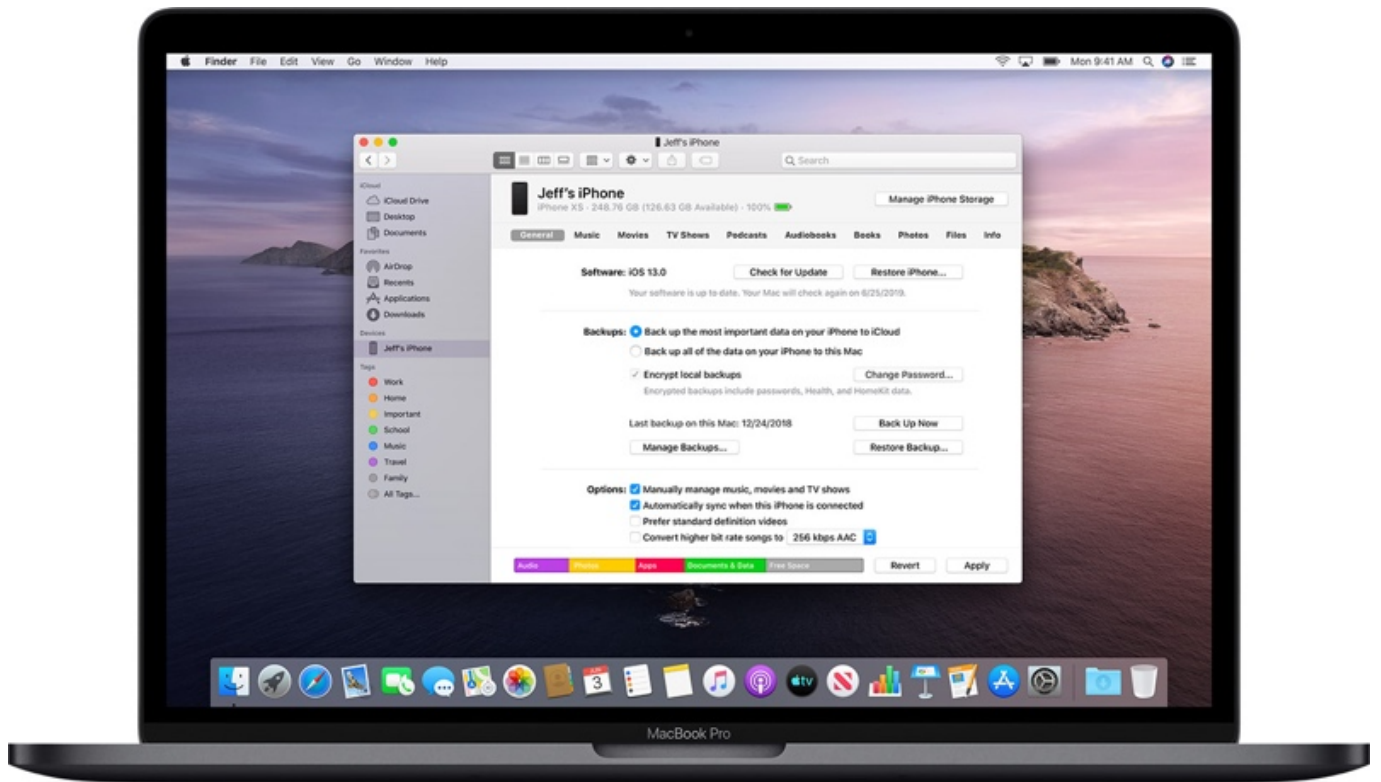 Finder File Edit View Go Window Help
Mon 9:41 AM
Jeff's iPhone
Search
iCloud
iCloud Drive
Desktop
Documents
Favorites
AirDrop
Recents
Applications
Downloads
Devices
Jeff's iPhone
Tags
Work
Home
Important
School
Music
Travel
Family
All Tags...
Jeff's iPhone
iPhone XS - 248.76 GB (126.63 GB Available) - 100%
Manage iPhone Storage
General Music Movies TV Shows Podcasts Audiobooks Books Photos Files Info
Software: iOS 13.0 Check for Update Restore iPhone...
Your software is up to date. Your Mac will check again on 6/25/2019.
Backups: Back up the most important data on your iPhone to iCloud
Back up all of the data on your iPhone to this Mac
Encrypt local backups Change Password...
Encrypted backups include passwords, Health, and HomeKit data.
Last backup on this Mac: 12/24/2018 Back Up Now
Manage Backups... Restore Backup...
Options: Manually manage music, movies and TV shows
Automatically sync when this iPhone is connected
Prefer standard definition videos
Convert higher bit rate songs to 256 kbps AAC
Audio Photos Apps Documents & Data Free Space Revert Apply
JUN
3
tv
MacBook Pro